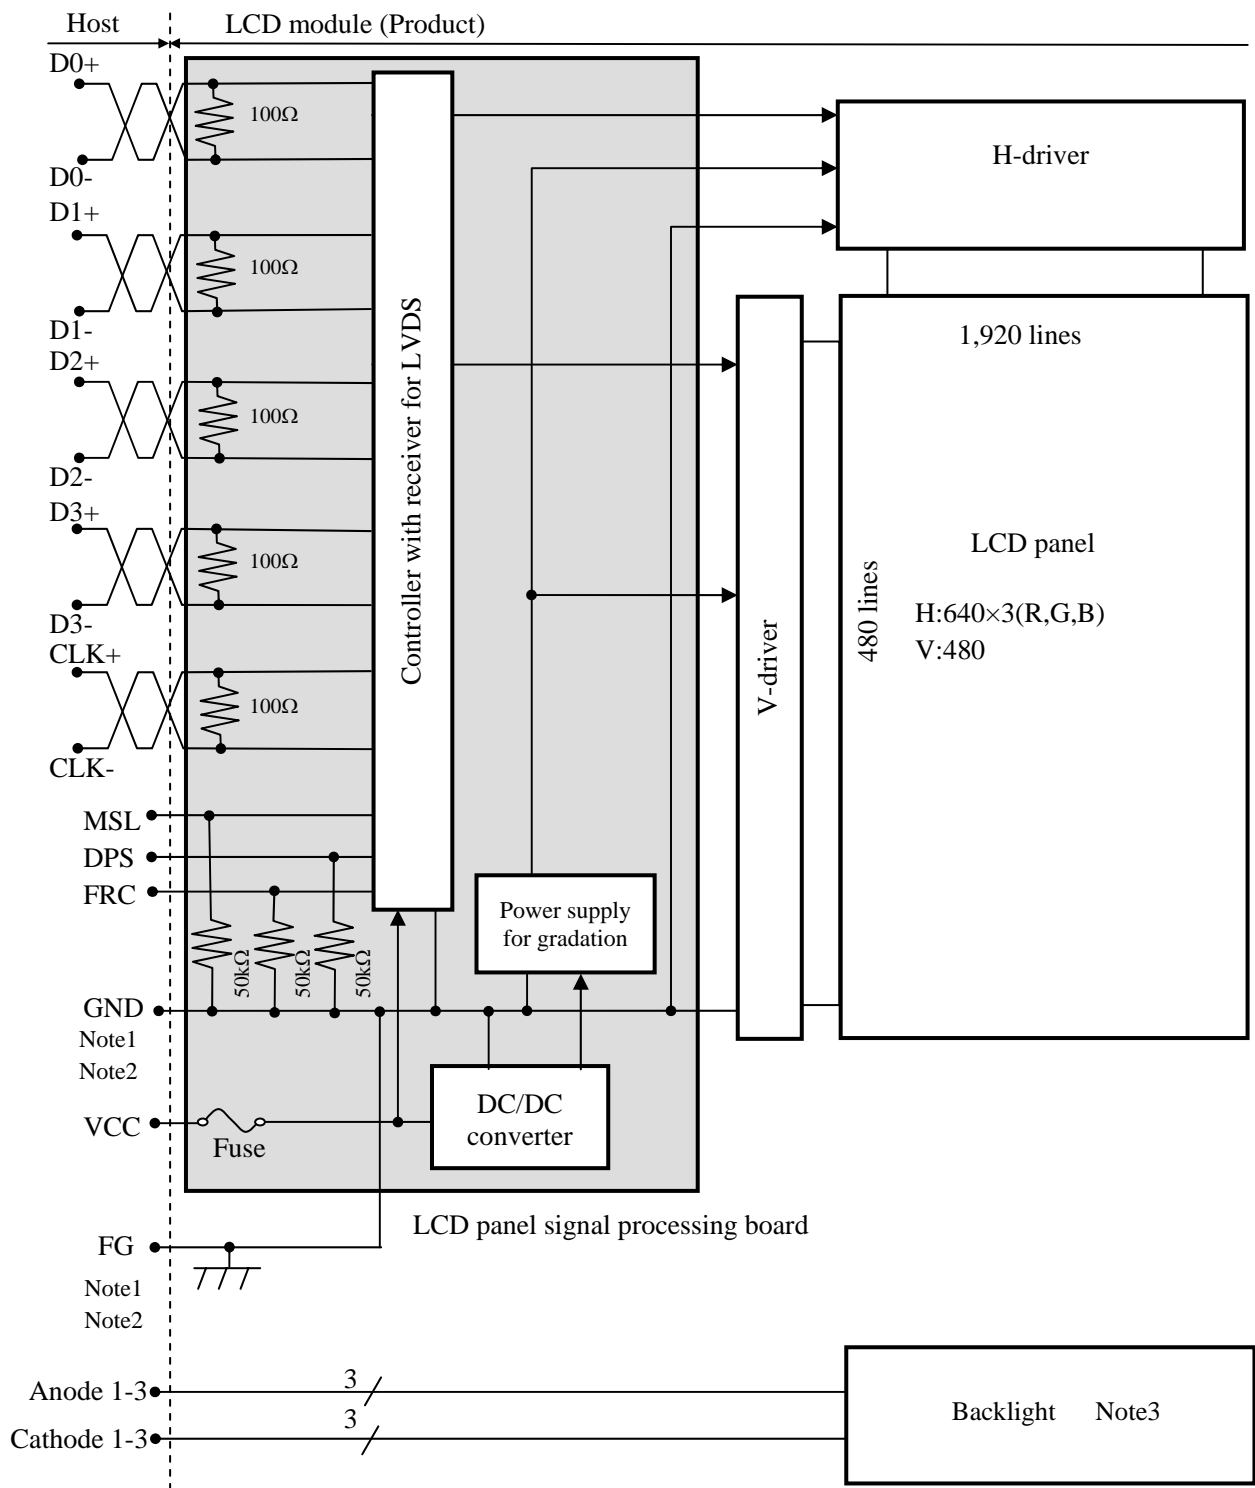 Host
LCD module (Product)
D0+
100Ω
D0-
D1+
100Ω
D1-
D2+
100Ω
D2-
D3+
100Ω
D3-
CLK+
100Ω
CLK-
MSL
DPS
FRC
50kΩ
50kΩ
50kΩ
GND
Note1
Note2
VCC
Fuse
FG
Note1
Note2
Anode 1-3
3
Cathode 1-3
3
Controller with receiver for LVDS
Power supply
for gradation
DC/DC
converter
LCD panel signal processing board
H-driver
V-driver
1,920 lines
480 lines
LCD panel
H:640×3(R,G,B)
V:480
Backlight Note3